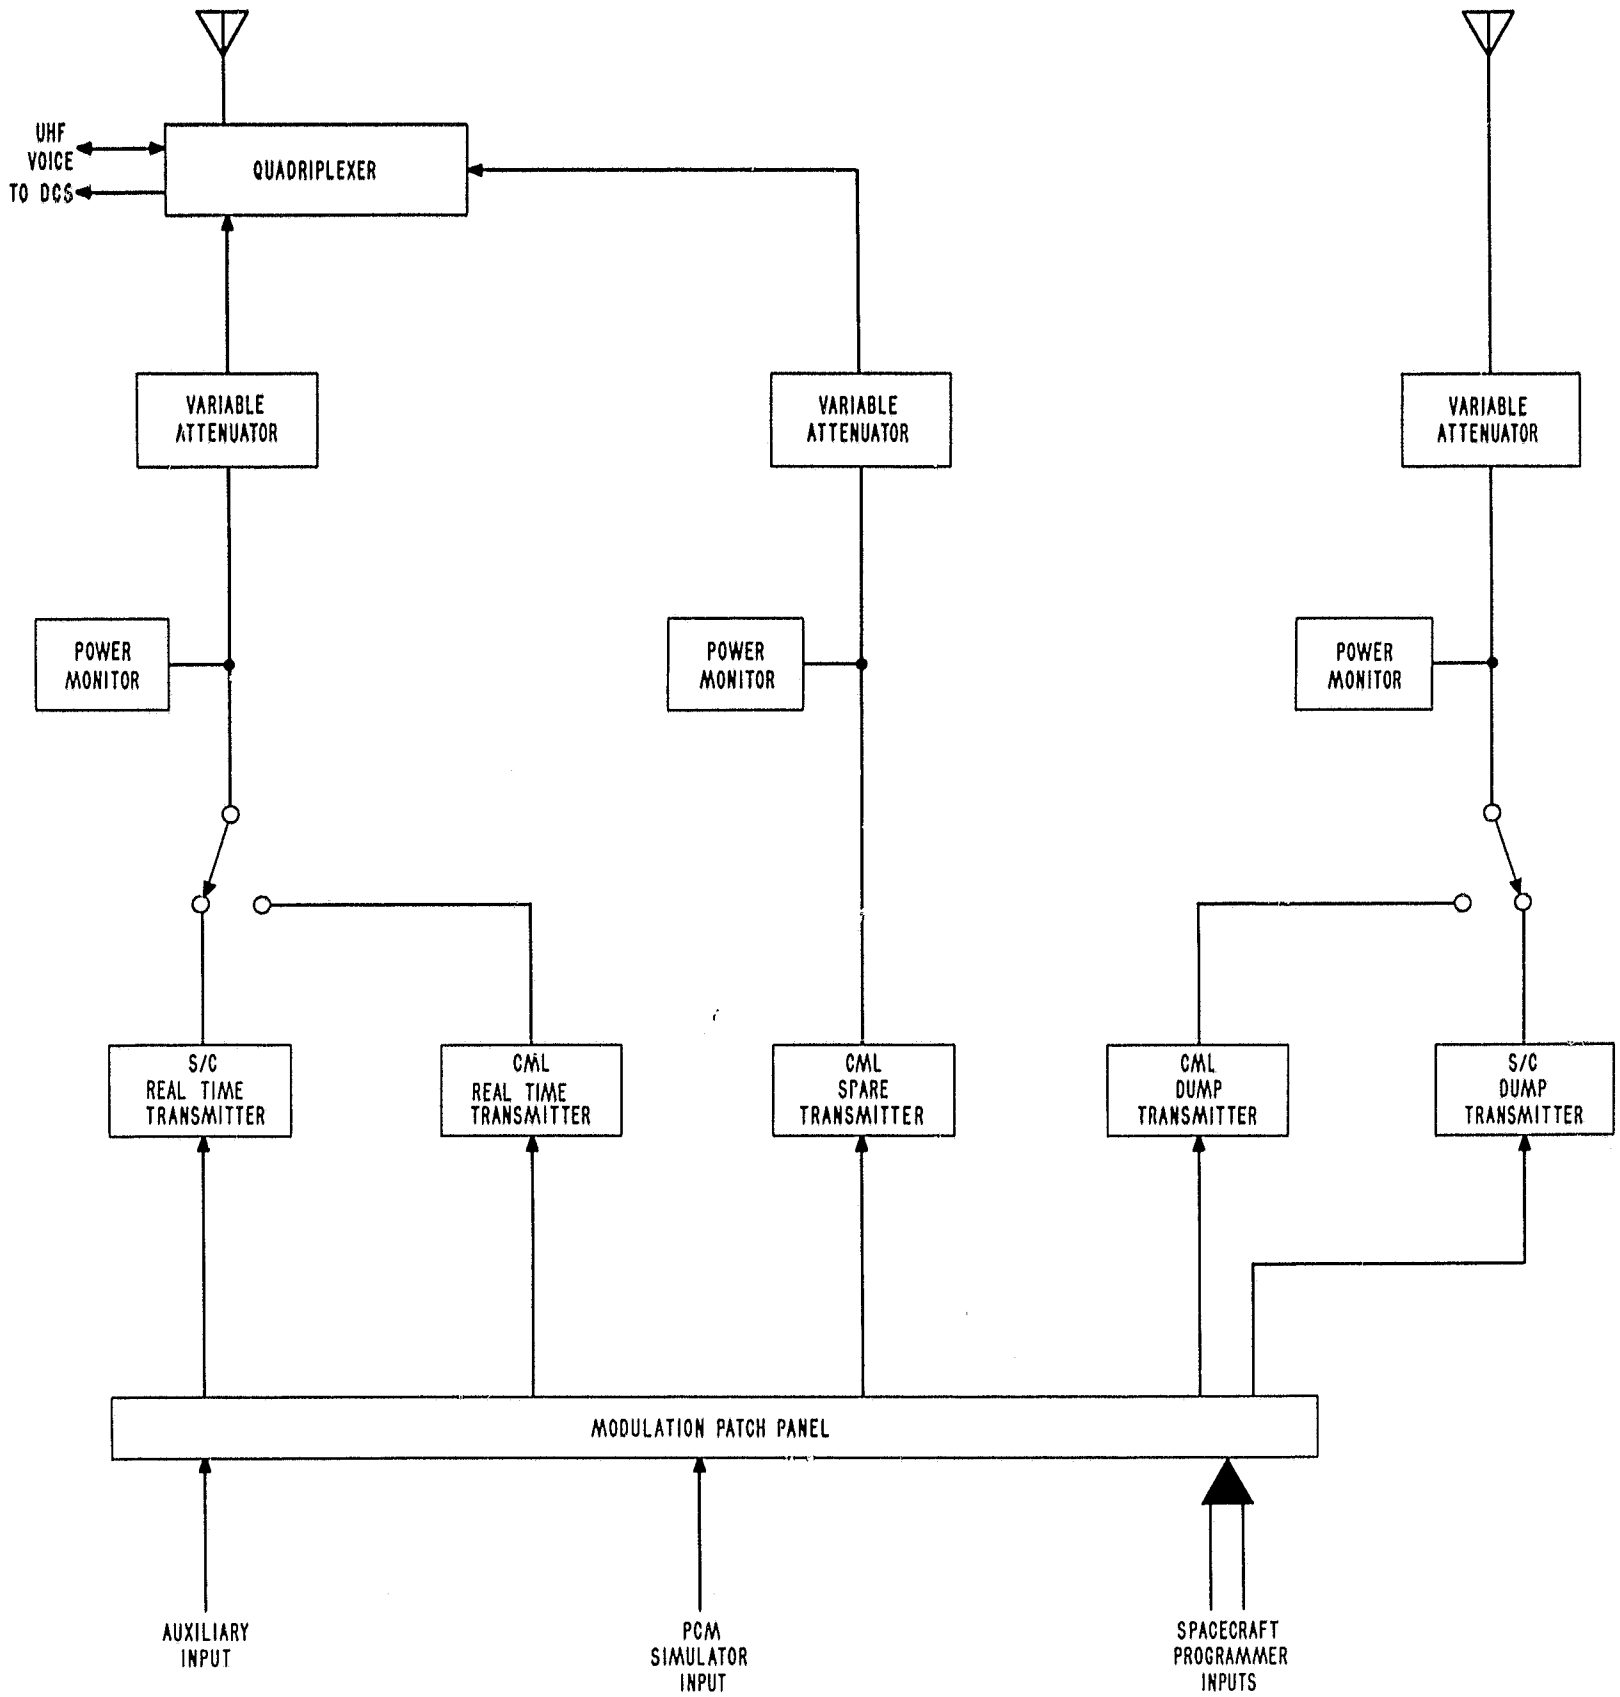 UHF
VOICE
TO DCS
QUADRIPLEXER
VARIABLE
ATTENUATOR
VARIABLE
ATTENUATOR
VARIABLE
ATTENUATOR
POWER
MONITOR
POWER
MONITOR
POWER
MONITOR
S/C
REAL TIME
TRANSMITTER
CML
REAL TIME
TRANSMITTER
CML
SPARE
TRANSMITTER
CML
DUMP
TRANSMITTER
S/C
DUMP
TRANSMITTER
MODULATION PATCH PANEL
AUXILIARY
INPUT
PCM
SIMULATOR
INPUT
SPACECRAFT
PROGRAMMER
INPUTS